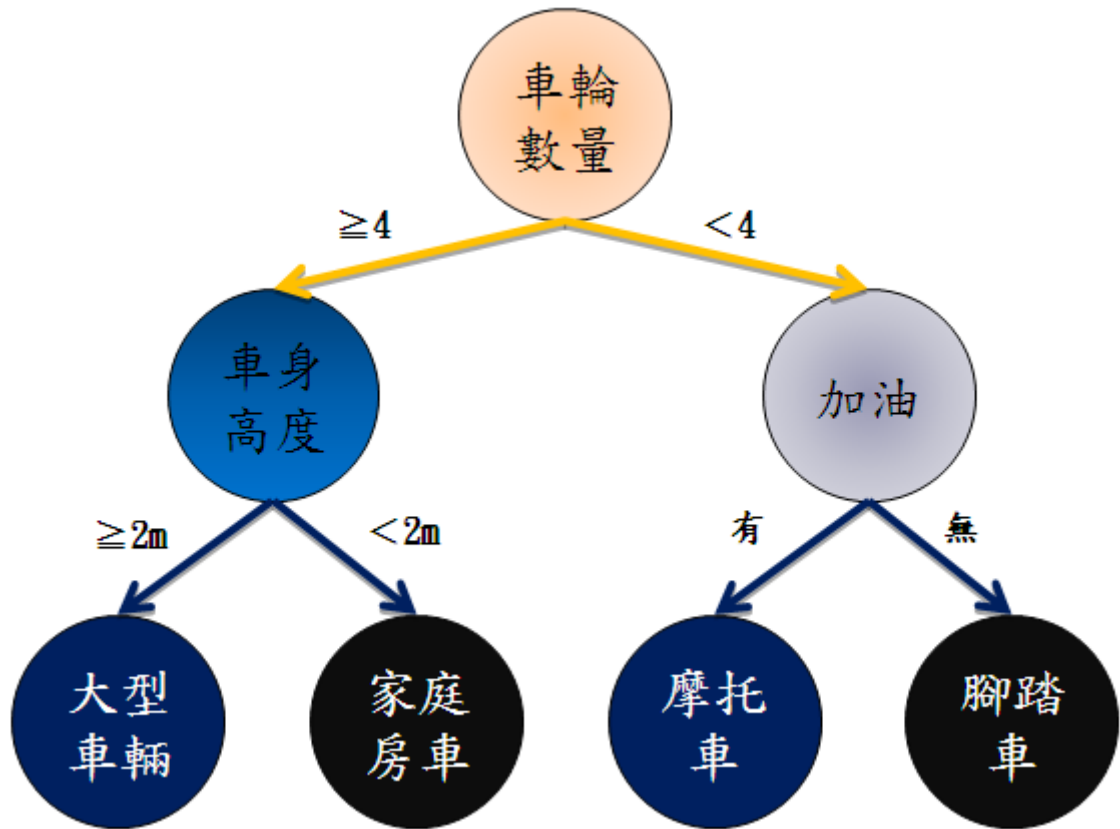 車輪
數量
≧4
＜4
車身
高度
加油
≧2m
＜2m
有
無
大型
車輛
家庭
房車
摩托
車
腳踏
車